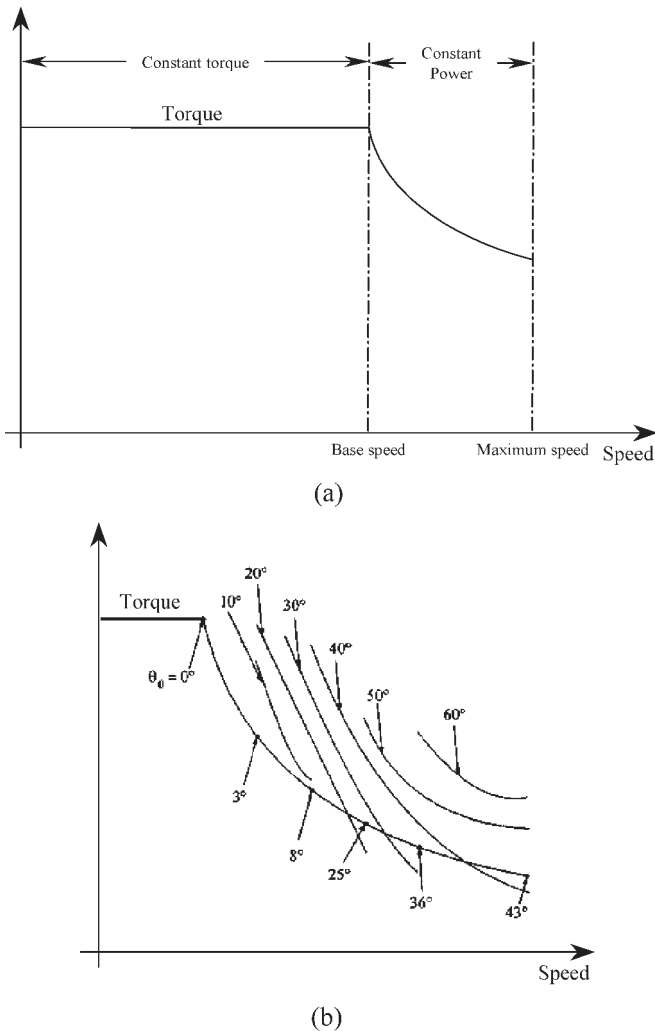 Constant torque
Constant
Power
Torque
Base speed
Maximum speed
Speed
(a)
20°
10°
30°
Torque
40°
θ₀ = 0°
50°
60°
3°
8°
25°
36°
43°
Speed
(b)